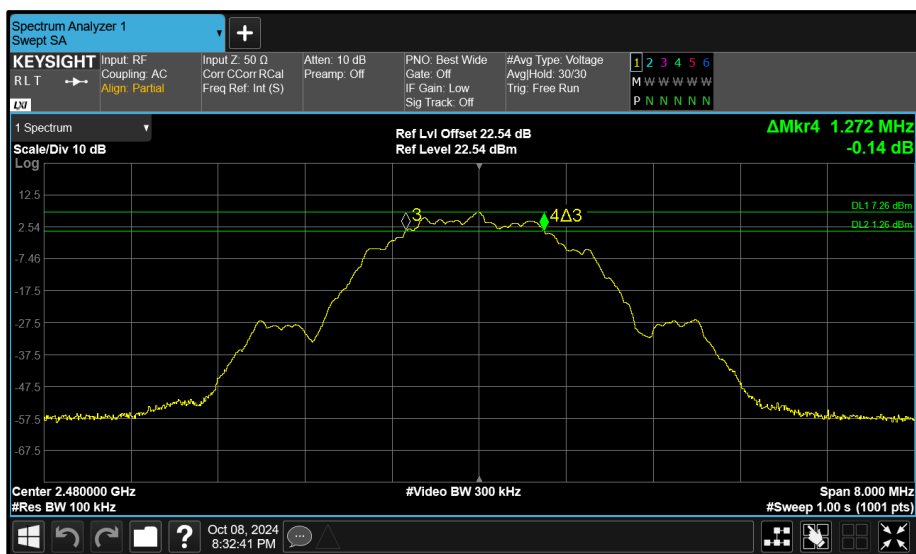 Spectrum Analyzer 1
Swept SA
+
KEYSIGHT
RLT
LXI
Input: RF
Coupling: AC
Align: Partial
Input Z: 50 Ω
Corr CCorr RCal
Freq Ref: Int (S)
Atten: 10 dB
Preamp: Off
PNO: Best Wide
Gate: Off
IF Gain: Low
Sig Track: Off
#Avg Type: Voltage
Avg|Hold: 30/30
Trig: Free Run
1 2 3 4 5 6
M W W W W W
P N N N N N
1 Spectrum
Scale/Div 10 dB
Log
Ref Lvl Offset 22.54 dB
Ref Level 22.54 dBm
ΔMkr4 1.272 MHz
-0.14 dB
12.5
2.54
-7.46
-17.5
-27.5
-37.5
-47.5
-57.5
-67.5
3
4Δ3
DL1 7.26 dBm
DL2 1.26 dBm
Center 2.480000 GHz
#Res BW 100 kHz
#Video BW 300 kHz
Span 8.000 MHz
#Sweep 1.00 s (1001 pts)
?
Oct 08, 2024
8:32:41 PM